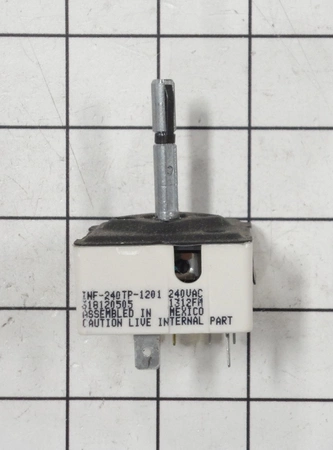 INF-240TP-1201 240VAC
318120505 1312FM
ASSEMBLED IN MEXICO
CAUTION LIVE INTERNAL PART